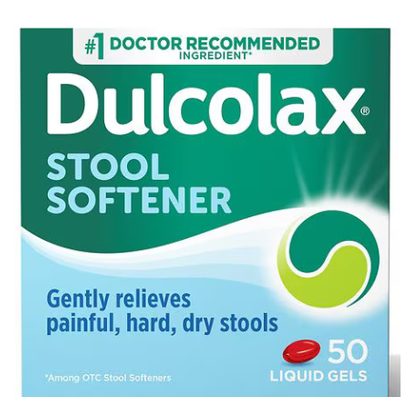 #1 DOCTOR RECOMMENDED
INGREDIENT*
Dulcolax®
STOOL
SOFTENER
Gently relieves
painful, hard, dry stools
50
LIQUID GELS
*Among OTC Stool Softeners